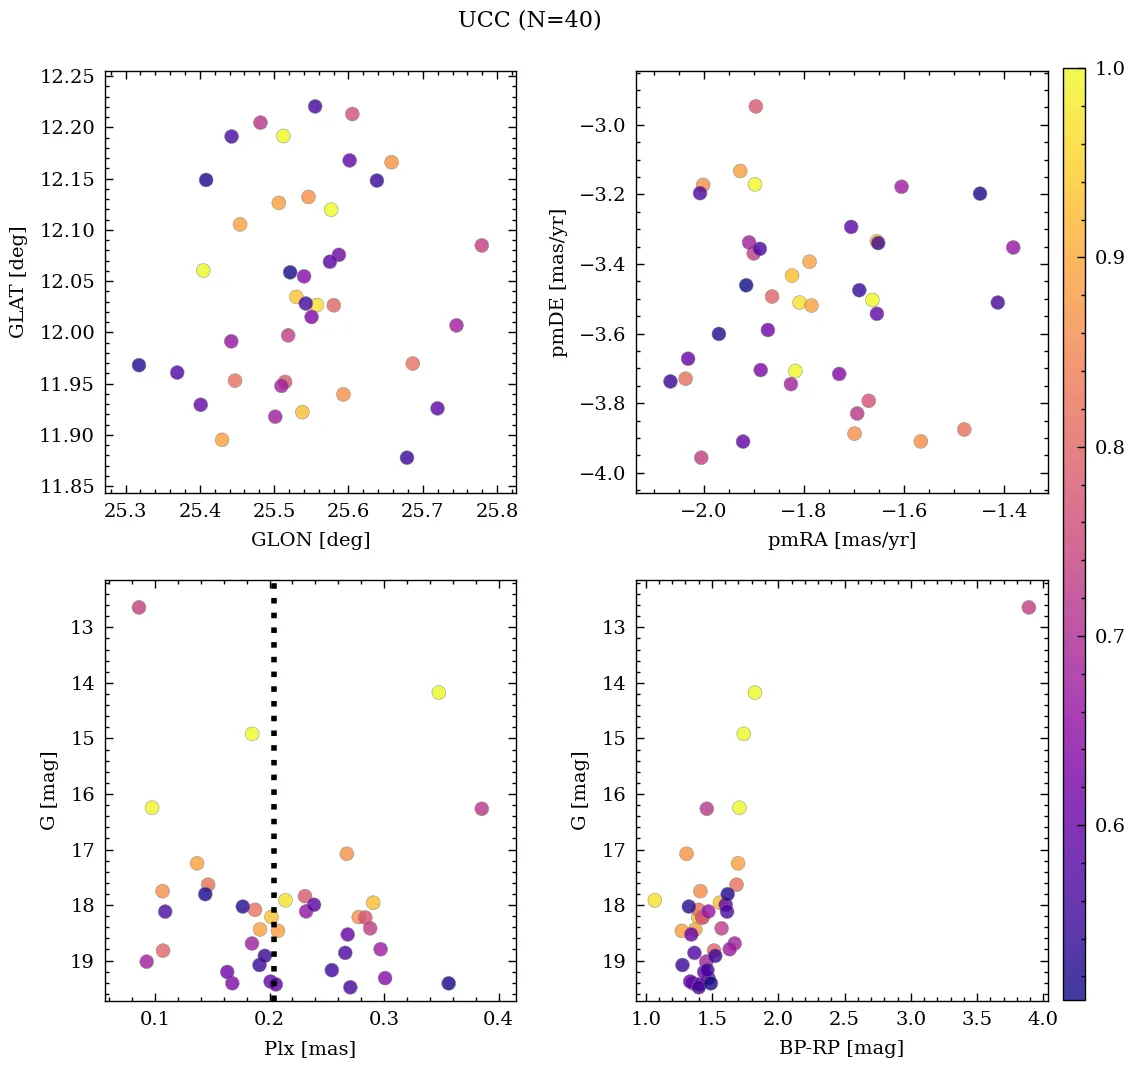 UCC (N=40)
12.25
12.20
12.15
12.10
12.05
12.00
11.95
11.90
11.85
GLAT [deg]
25.3 25.4 25.5 25.6 25.7 25.8
GLON [deg]
−3.0
−3.2
−3.4
−3.6
−3.8
−4.0
pmDE [mas/yr]
−2.0 −1.8 −1.6 −1.4
pmRA [mas/yr]
13
14
15
16
17
18
19
G [mag]
0.1 0.2 0.3 0.4
Plx [mas]
13
14
15
16
17
18
19
G [mag]
1.0 1.5 2.0 2.5 3.0 3.5 4.0
BP-RP [mag]
1.0
0.9
0.8
0.7
0.6